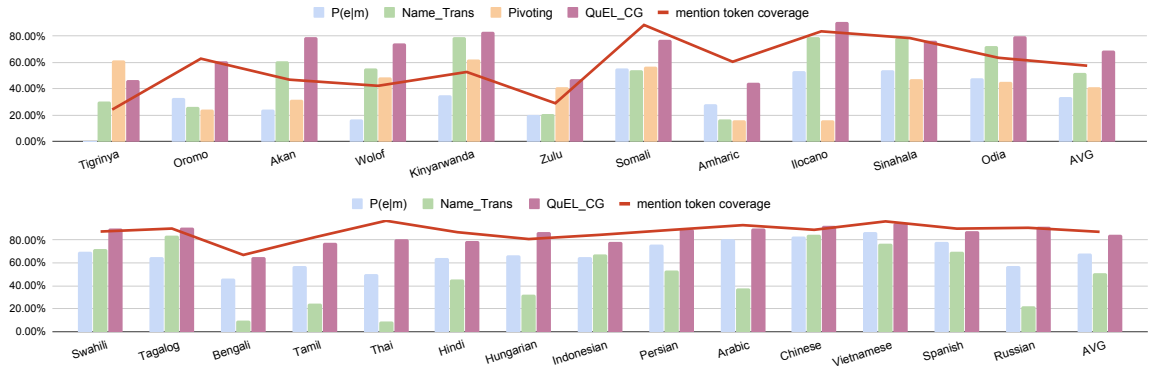 P(e|m) Name_Trans Pivoting QuEL_CG mention token coverage
80.00%
60.00%
40.00%
20.00%
0.00%
Tigrinya Oromo Akan Wolof Kinyarwanda Zulu Somali Amharic Ilocano Sinahala Odia AVG
P(e|m) Name_Trans QuEL_CG mention token coverage
80.00%
60.00%
40.00%
20.00%
0.00%
Swahili Tagalog Bengali Tamil Thai Hindi Hungarian Indonesian Persian Arabic Chinese Vietnamese Spanish Russian AVG